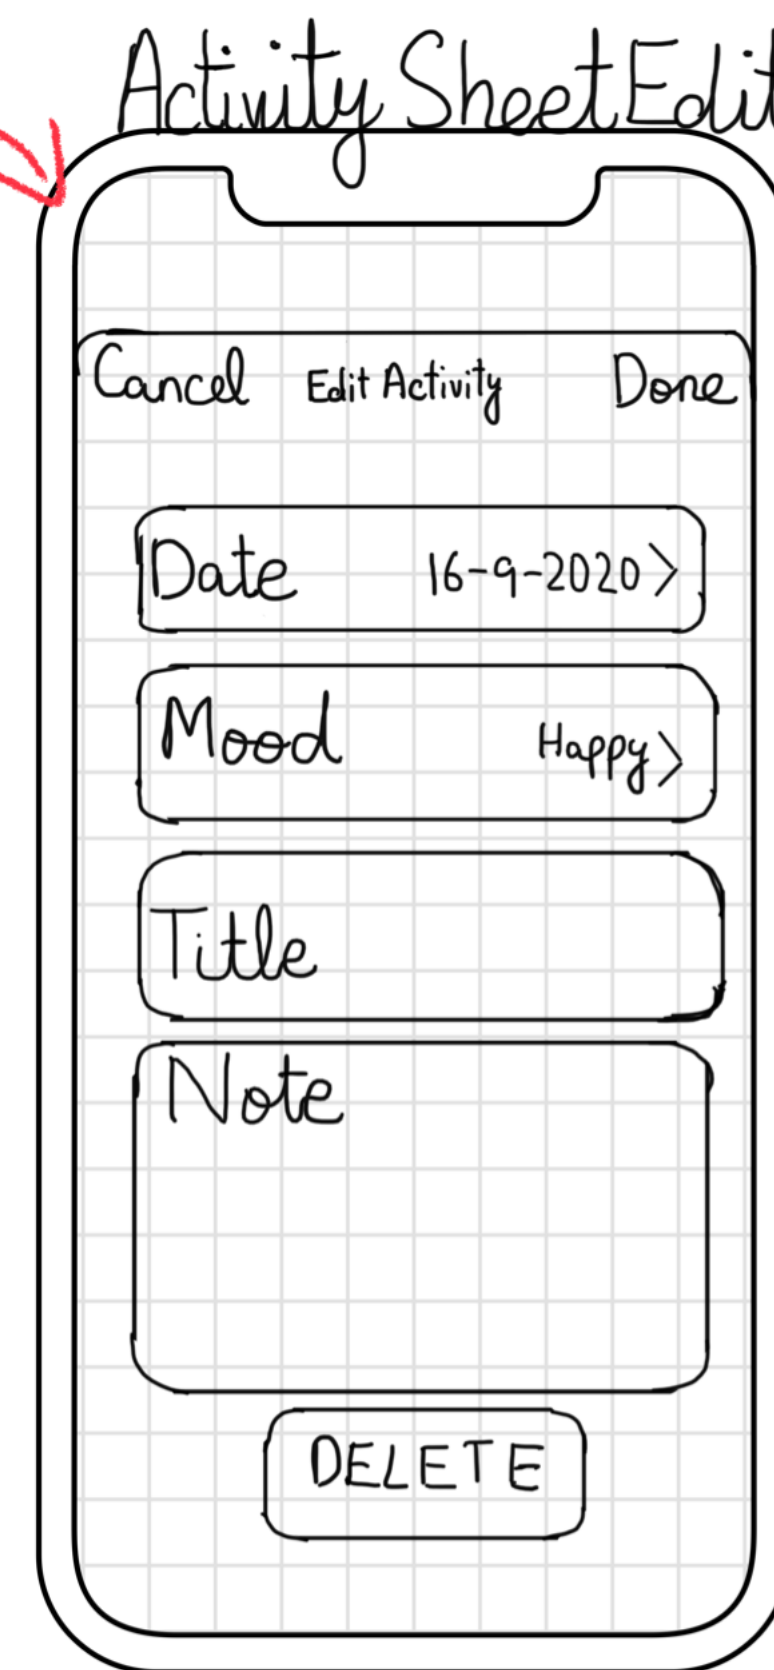 Activity Sheet Edit
Cancel Edit Activity Done
Date 16-9-2020 >
Mood Happy >
Title
Note
DELETE